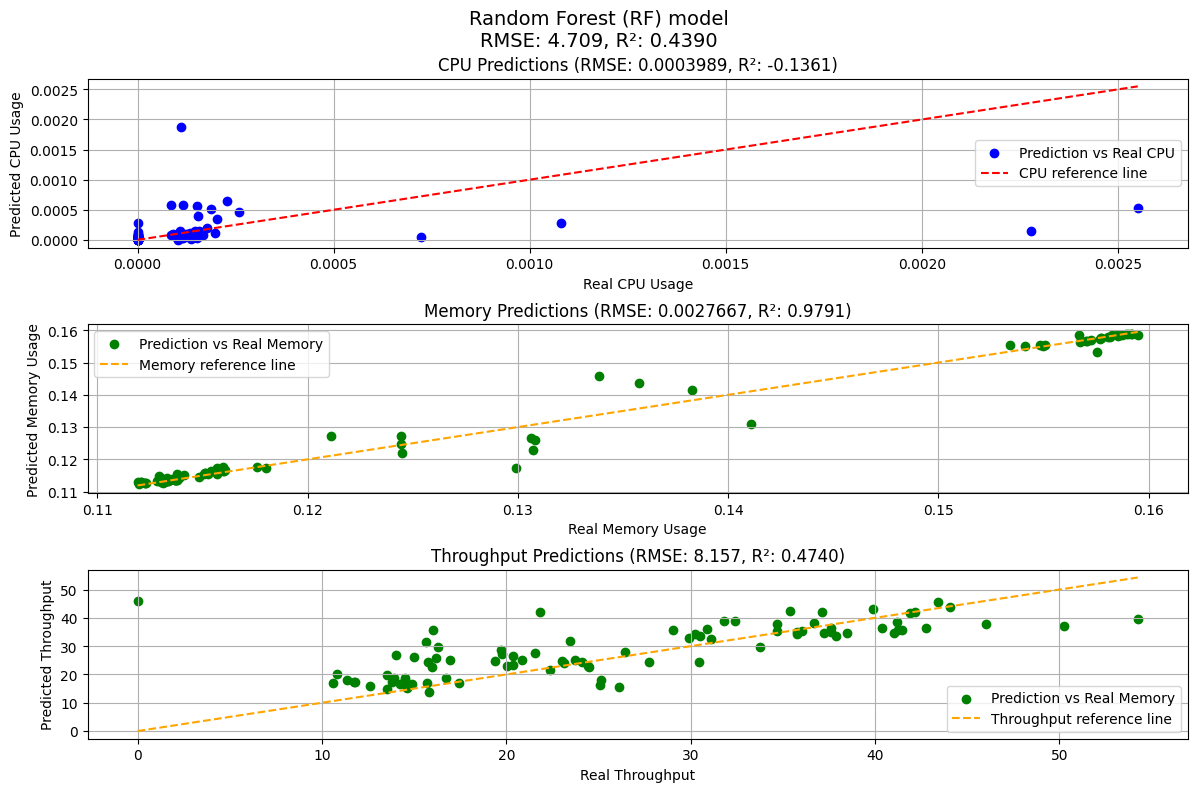 Random Forest (RF) model
RMSE: 4.709, R²: 0.4390
CPU Predictions (RMSE: 0.0003989, R²: -0.1361)
Predicted CPU Usage
0.0025
0.0020
0.0015
0.0010
0.0005
0.0000
Prediction vs Real CPU
CPU reference line
0.0000 0.0005 0.0010 0.0015 0.0020 0.0025
Real CPU Usage
Memory Predictions (RMSE: 0.0027667, R²: 0.9791)
Predicted Memory Usage
0.16
0.15
0.14
0.13
0.12
0.11
Prediction vs Real Memory
Memory reference line
0.11 0.12 0.13 0.14 0.15 0.16
Real Memory Usage
Throughput Predictions (RMSE: 8.157, R²: 0.4740)
Predicted Throughput
50
40
30
20
10
0
Prediction vs Real Memory
Throughput reference line
0 10 20 30 40 50
Real Throughput